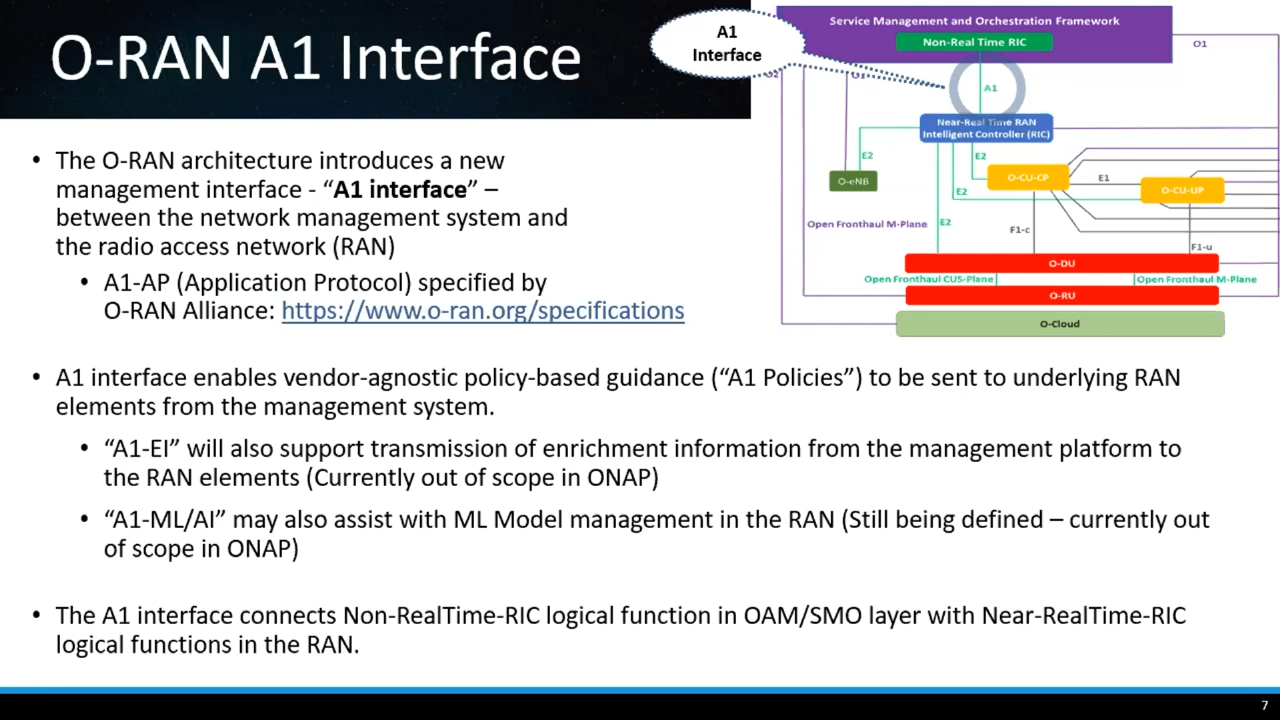 O-RAN A1 Interface
• The O-RAN architecture introduces a new
management interface - “A1 interface” –
between the network management system and
the radio access network (RAN)
• A1-AP (Application Protocol) specified by
O-RAN Alliance: https://www.o-ran.org/specifications
A1
Interface
Service Management and Orchestration Framework
Non-Real Time RIC
O1
O2
O1
A1
Near-Real Time RAN
Intelligent Controller (RIC)
E2
E2
O-eNB
O-CU-CP
E1
O-CU-UP
E2
Open Fronthaul M-Plane
E2
F1-c
F1-u
O-DU
Open Fronthaul CUS-Plane
Open Fronthaul M-Plane
O-RU
O-Cloud
• A1 interface enables vendor-agnostic policy-based guidance (“A1 Policies”) to be sent to underlying RAN
elements from the management system.
• “A1-EI” will also support transmission of enrichment information from the management platform to
the RAN elements (Currently out of scope in ONAP)
• “A1-ML/AI” may also assist with ML Model management in the RAN (Still being defined – currently out
of scope in ONAP)
• The A1 interface connects Non-RealTime-RIC logical function in OAM/SMO layer with Near-RealTime-RIC
logical functions in the RAN.
7